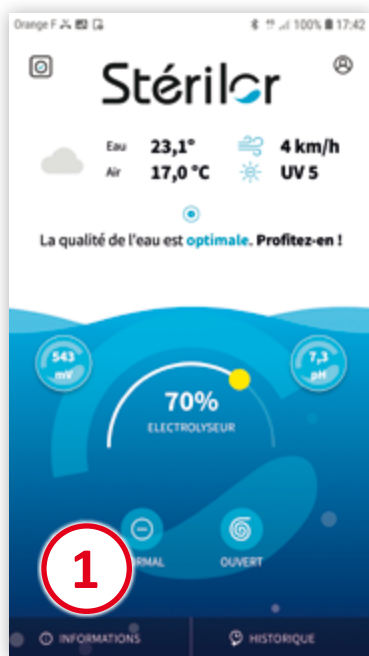 Orange F 100% 17:42
Stérilor
Eau 23,1° 4 km/h
Air 17,0 °C UV 5
La qualité de l'eau est optimale. Profitez-en !
543 mV
7,3 pH
70%
ELECTROLYSEUR
RMAL OUVERT
1
INFORMATIONS HISTORIQUE